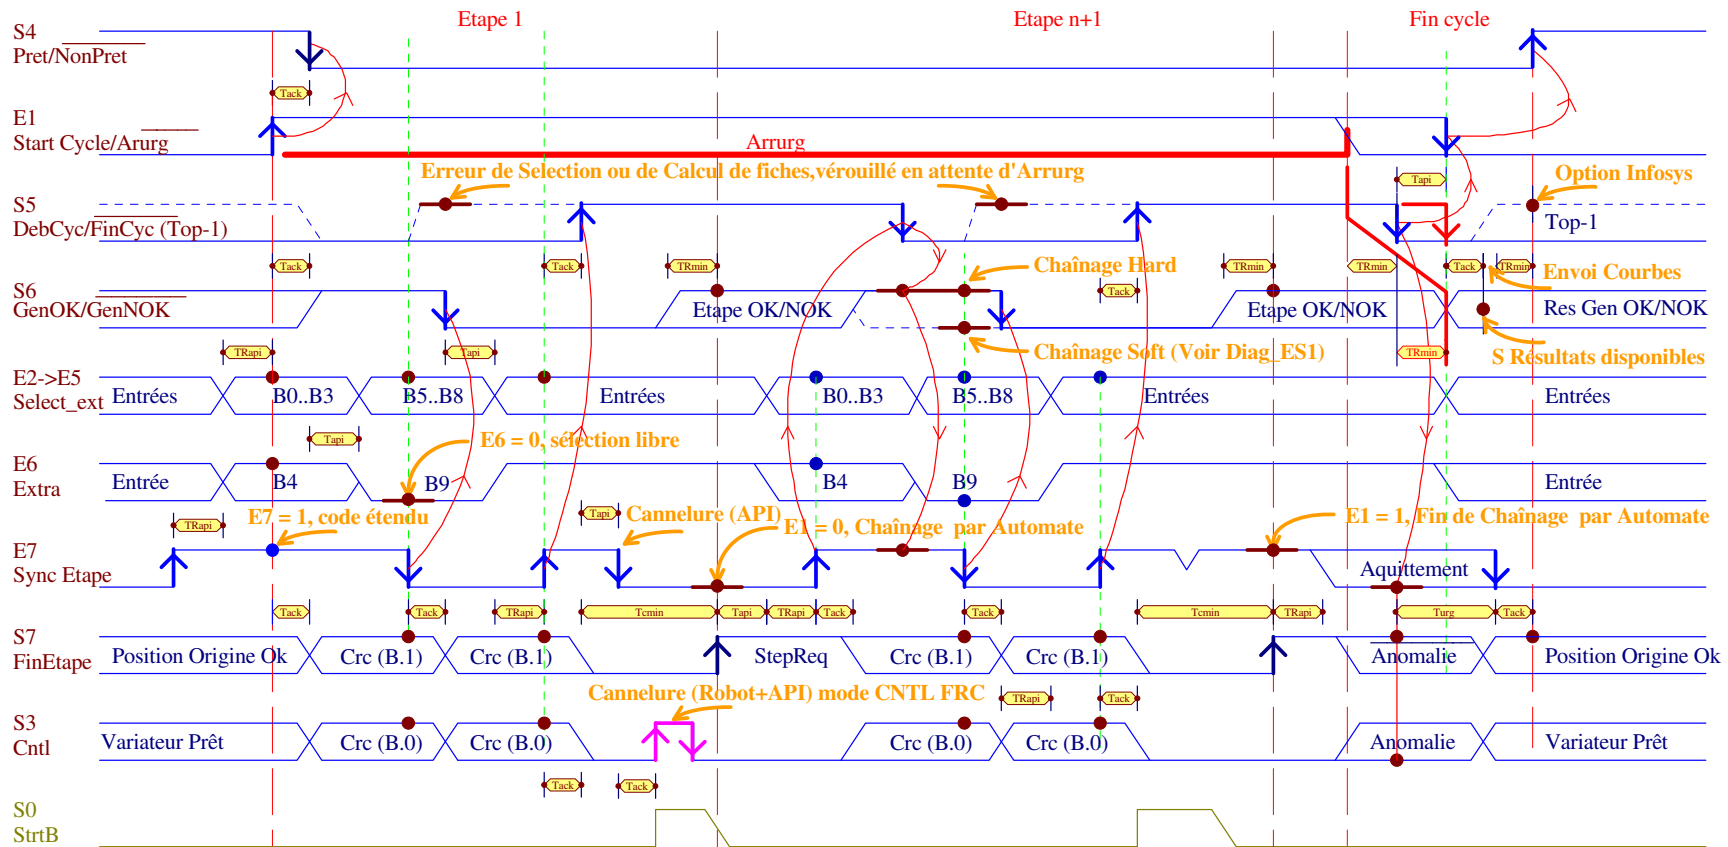 Etape 1
Etape n+1
Fin cycle
S4
Pret/NonPret
Tack
E1
Start Cycle/Arurg
Arrurg
Erreur de Selection ou de Calcul de fiches,vérouillé en attente d'Arrurg
Tapi
Option Infosys
S5
DebCyc/FinCyc (Top-1)
Top-1
Tack
Tack
TRmin
Chaînage Hard
Tack
TRmin
TRmin
Tack
TRmin
Envoi Courbes
S6
GenOK/GenNOK
Etape OK/NOK
Etape OK/NOK
Res Gen OK/NOK
TRapi
Tapi
Chaînage Soft (Voir Diag_ES1)
TRmin
S Résultats disponibles
E2->E5
Select_ext
Entrées
B0..B3
B5..B8
Entrées
B0..B3
B5..B8
Entrées
Entrées
Tapi
E6 = 0, sélection libre
E6
Extra
Entrée
B4
B9
B4
B9
Entrée
TRapi
E7 = 1, code étendu
Tapi
Cannelure (API)
E1 = 0, Chaînage par Automate
E1 = 1, Fin de Chaînage par Automate
E7
Sync Etape
Aquittement
Tack
Tack
TRapi
Tcmin
Tapi
TRapi
Tack
Tack
Tcmin
TRapi
Turg
Tack
S7
FinEtape
Position Origine Ok
Crc (B.1)
Crc (B.1)
StepReq
Crc (B.1)
Crc (B.1)
Anomalie
Position Origine Ok
Cannelure (Robot+API) mode CNTL FRC
TRapi
Tack
S3
Cntl
Variateur Prêt
Crc (B.0)
Crc (B.0)
Crc (B.0)
Crc (B.0)
Anomalie
Variateur Prêt
Tack
Tack
S0
StrtB